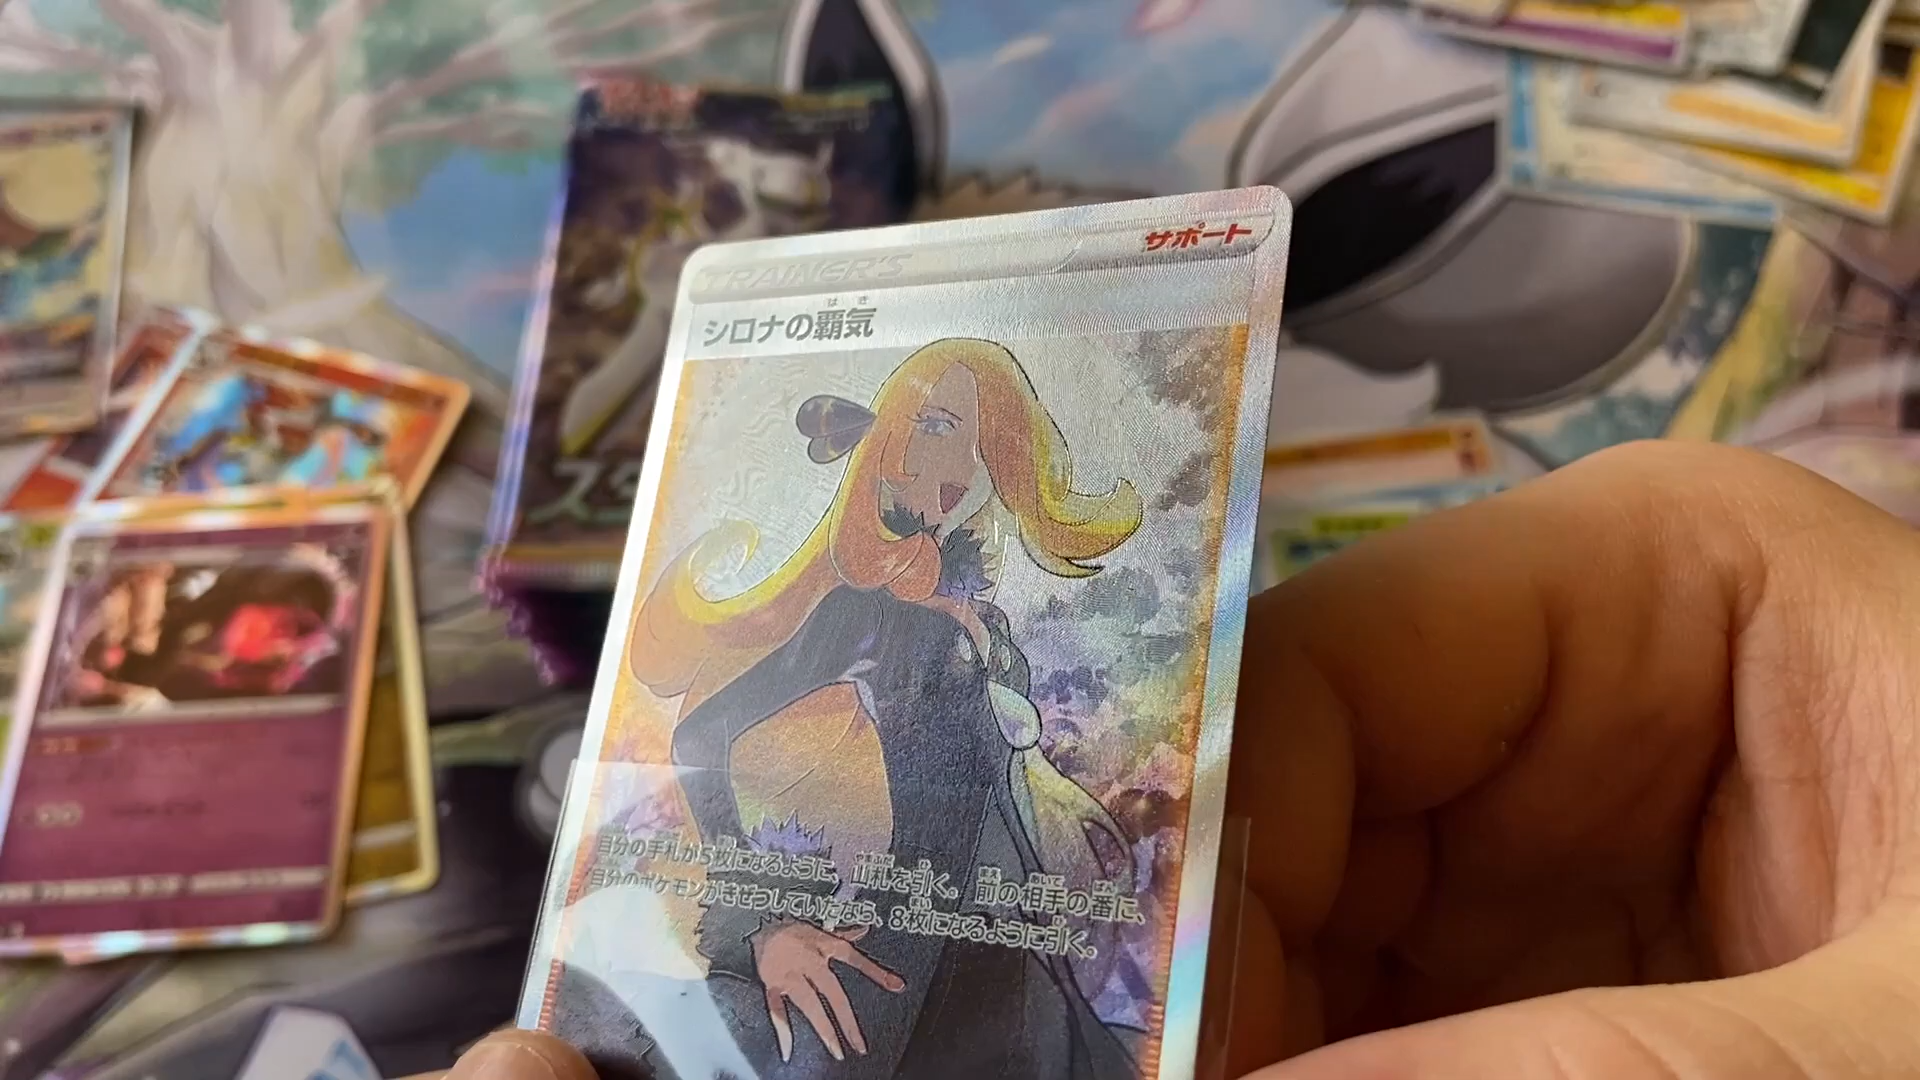 サポート
TRAINER'S
はき
シロナの覇気
スタ
自分の手札が5枚になるように、山札を引く。前の相手の番に、
自分のポケモンがきぜつしていたなら、8枚になるように引く。